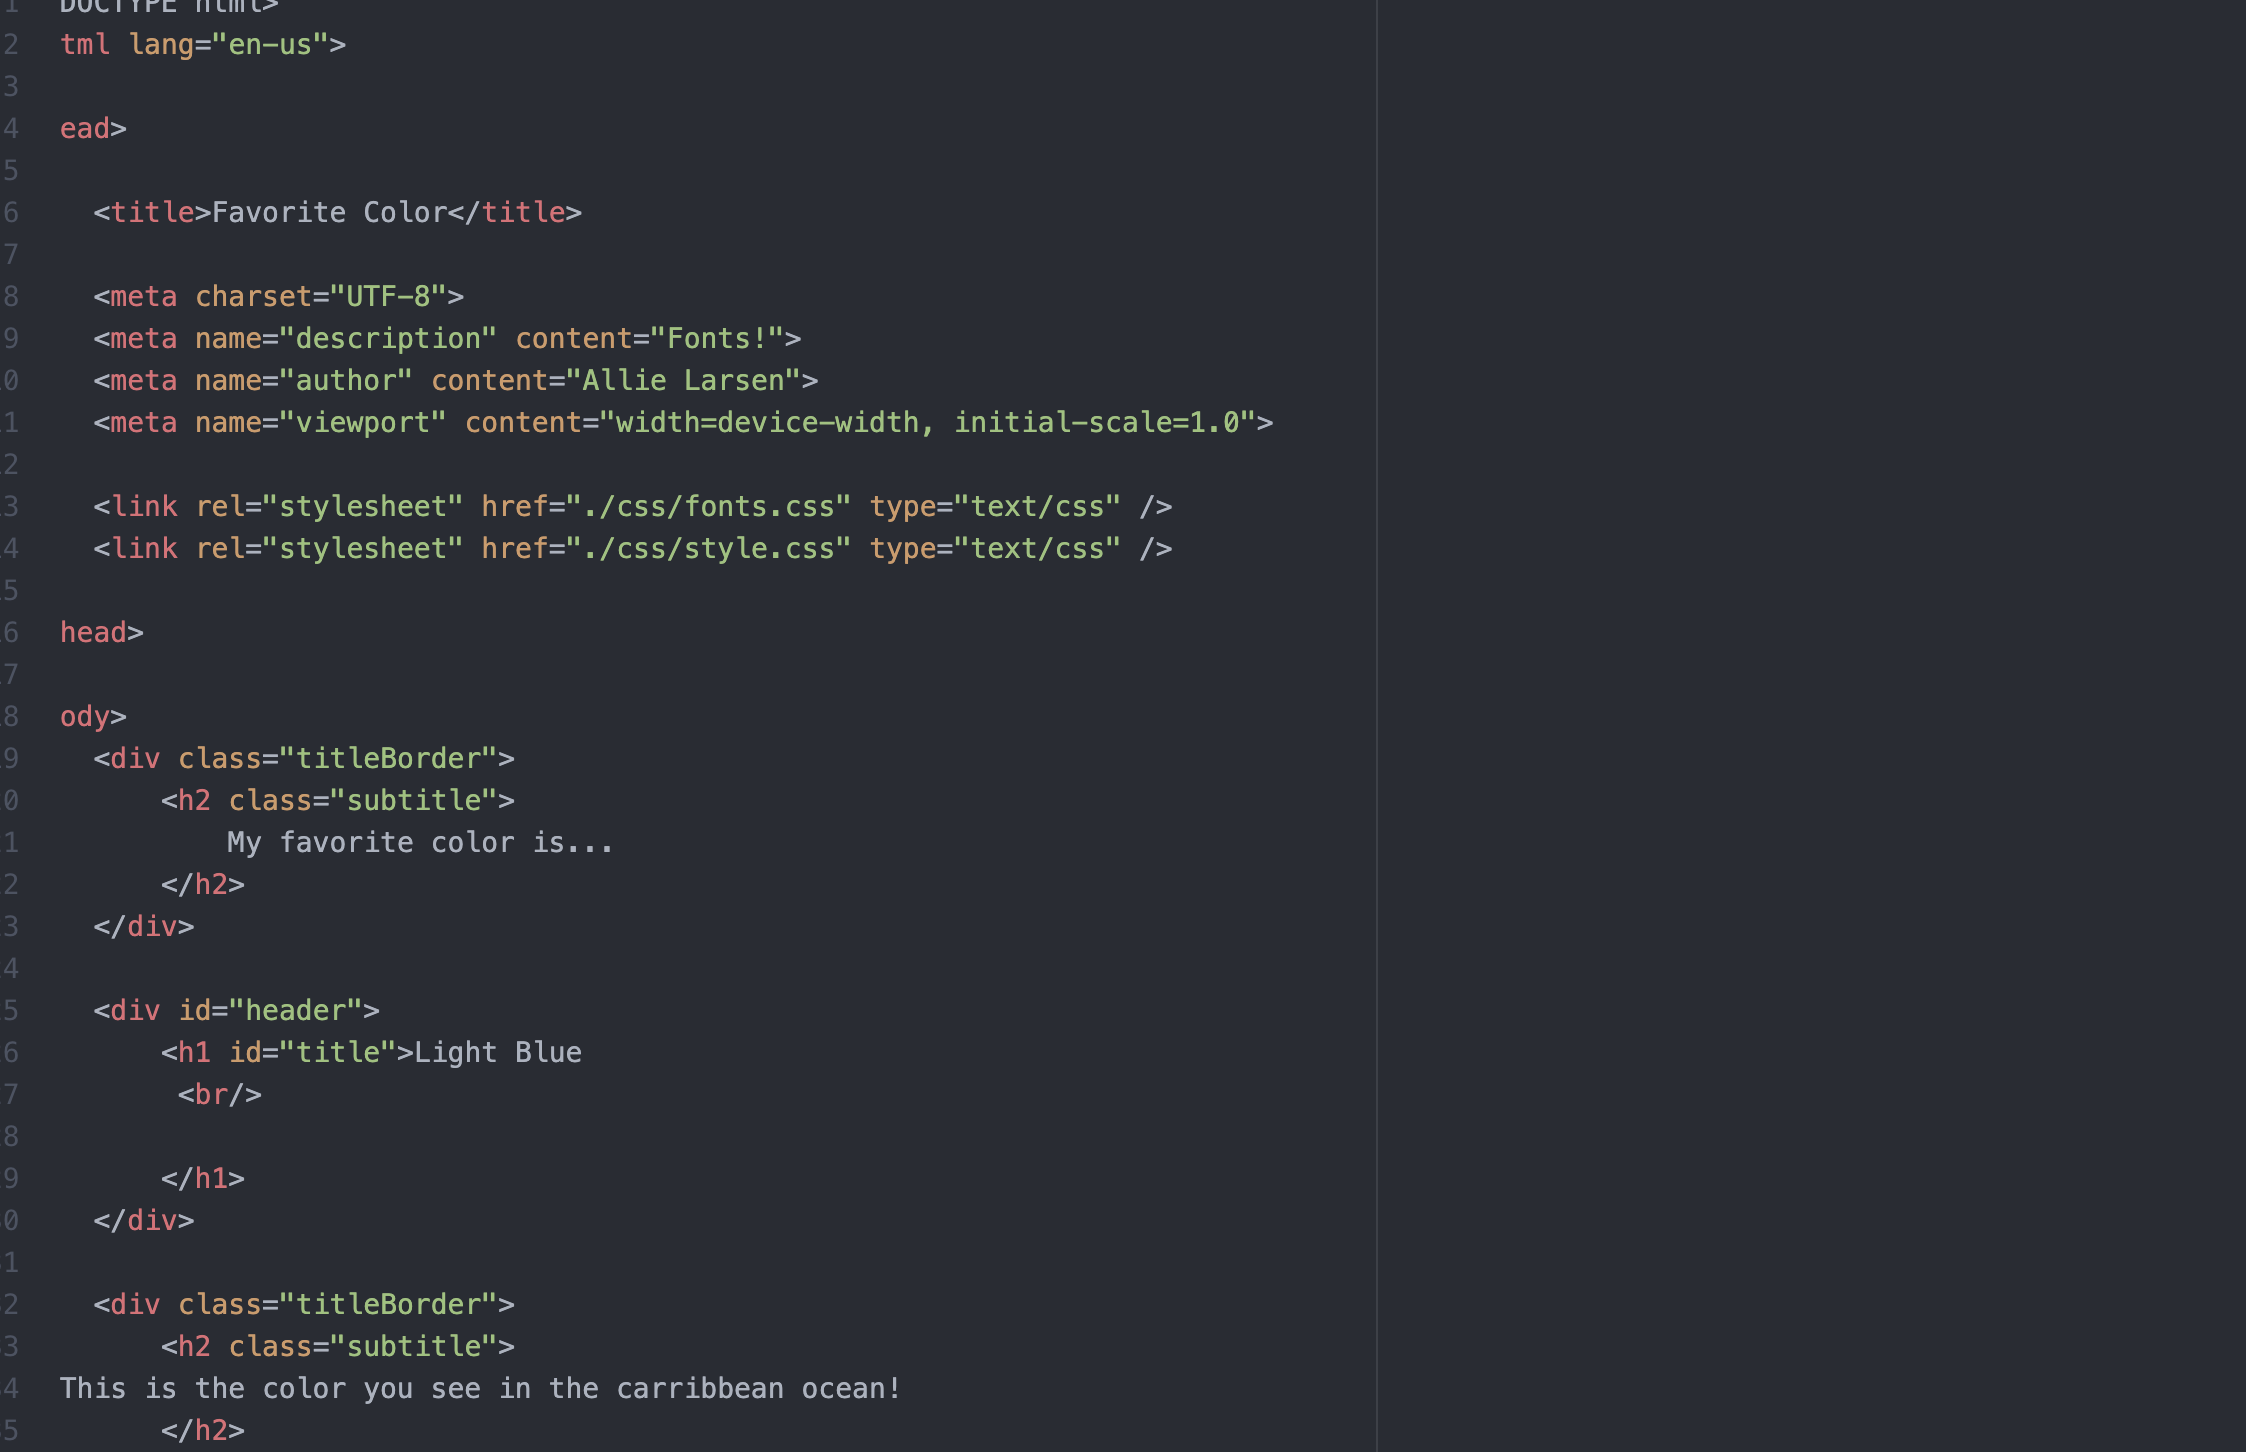 1 DOCTYPE html>
2 tml lang="en-us">
3
4 ead>
5
6 <title>Favorite Color</title>
7
8 <meta charset="UTF-8">
9 <meta name="description" content="Fonts!">
0 <meta name="author" content="Allie Larsen">
1 <meta name="viewport" content="width=device-width, initial-scale=1.0">
2
3 <link rel="stylesheet" href="./css/fonts.css" type="text/css" />
4 <link rel="stylesheet" href="./css/style.css" type="text/css" />
5
6 head>
7
8 ody>
9 <div class="titleBorder">
0 <h2 class="subtitle">
1 My favorite color is...
2 </h2>
3 </div>
4
5 <div id="header">
6 <h1 id="title">Light Blue
7 <br/>
8
9 </h1>
0 </div>
1
2 <div class="titleBorder">
3 <h2 class="subtitle">
4 This is the color you see in the carribbean ocean!
5 </h2>